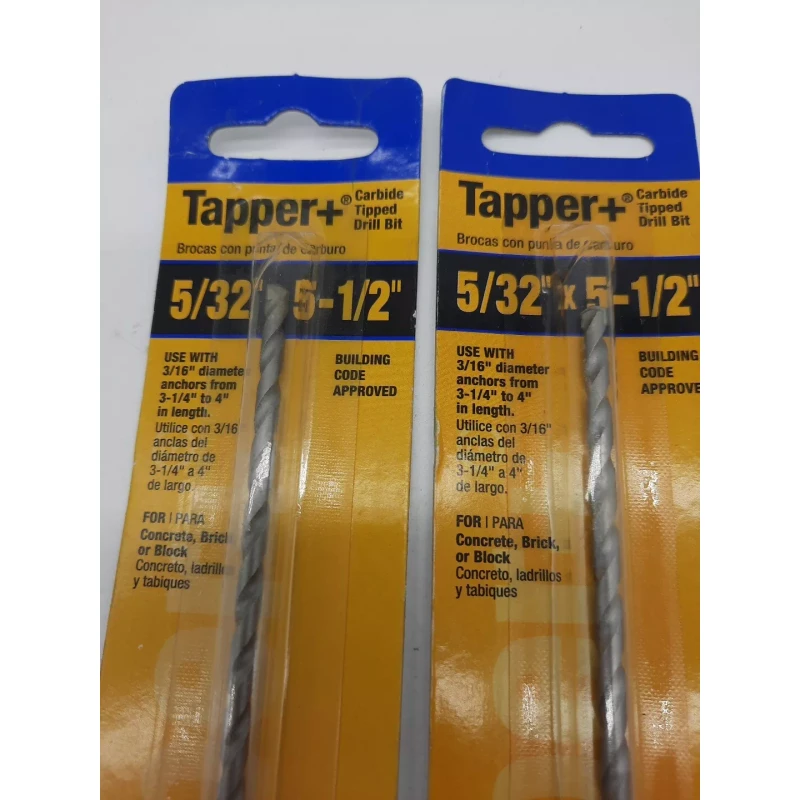 Tapper+® Carbide Tipped Drill Bit
Brocas con punta de carburo
5/32" 5-1/2"
USE WITH
3/16" diameter
anchors from
3-1/4" to 4"
in length.
Utilice con 3/16
anclas del
diámetro de
3-1/4" a 4"
de largo.
BUILDING
CODE
APPROVED
FOR | PARA
Concrete, Brick,
or Block
Concreto, ladrillos
y tabiques
Tapper+® Carbide Tipped Drill Bit
Brocas con punta de carburo
5/32" x 5-1/2"
USE WITH
3/16" diameter
anchors from
3-1/4" to 4"
in length.
Utilice con 3/16"
anclas del
diámetro de
3-1/4" a 4"
de largo.
BUILDING
CODE
APPROVED
FOR | PARA
Concrete, Brick,
or Block
Concreto, ladrillos
y tabiques